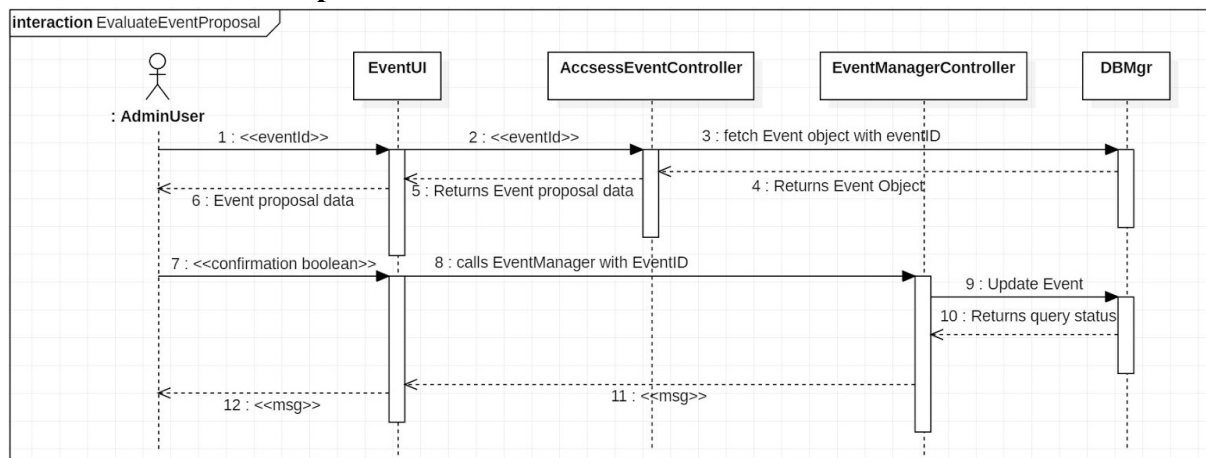 interaction EvaluateEventProposal
EventUI
AccsessEventController
EventManagerController
DBMgr
: AdminUser
1 : <<eventId>>
2 : <<eventId>>
3 : fetch Event object with eventID
4 : Returns Event Object
5 : Returns Event proposal data
6 : Event proposal data
7 : <<confirmation boolean>>
8 : calls EventManager with EventID
9 : Update Event
10 : Returns query status
11 : <<msg>>
12 : <<msg>>